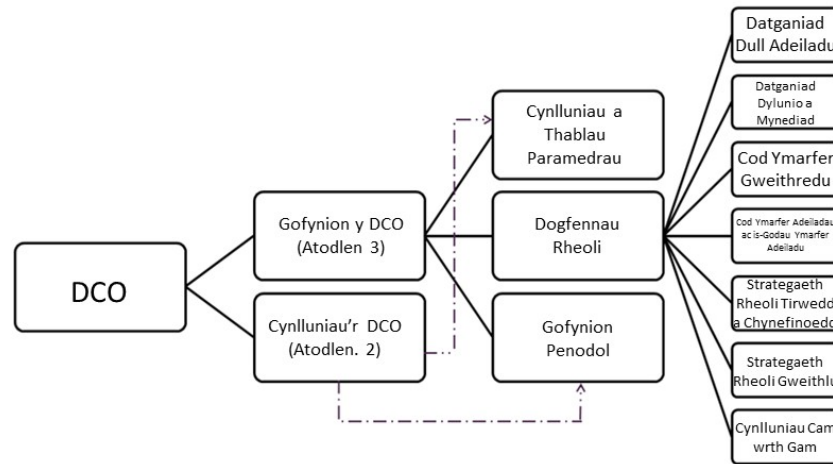 DCO
Gofynion y DCO
(Atodlen 3)
Cynlluniau'r DCO
(Atodlen. 2)
Cynlluniau a
Thablau
Paramedrau
Dogfennau
Rheoli
Gofynion
Penodol
Datganiad
Dull Adeiladu
Datganiad
Dylunio a
Mynediad
Cod Ymarfer
Gweithredu
Cod Ymarfer Adeiladau
ac is-Godau Ymarfer
Adeiladu
Strategaeth
Rheoli Tirwedd
a Chynefinoedd
Strategaeth
Rheoli Gweithlu
Cynlluniau Cam
wrth Gam